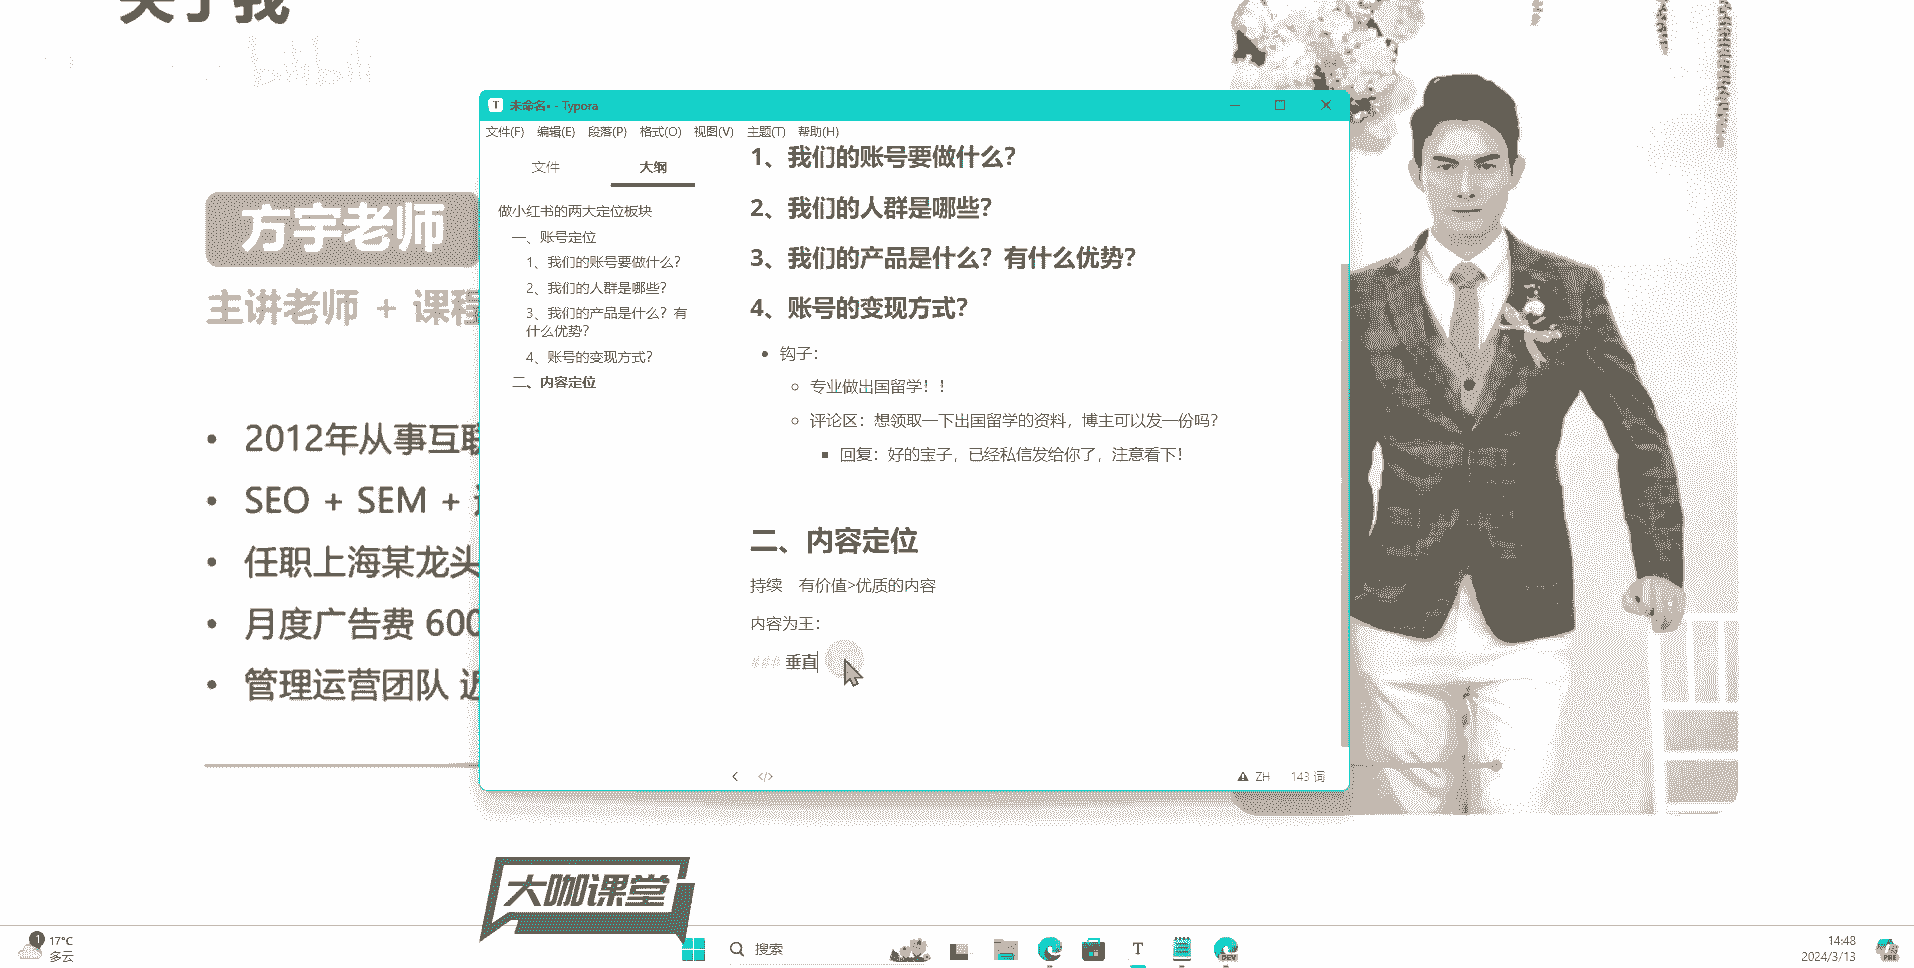 关于我
bilibili
方宇老师
主讲老师 + 课程
2012年从事互联
SEO + SEM +
任职上海某龙头
月度广告费 600
管理运营团队 近
T 未命名• - Typora
文件(F) 编辑(E) 段落(P) 格式(O) 视图(V) 主题(T) 帮助(H)
文件 大纲
做小红书的两大定位板块
一、账号定位
1、我们的账号要做什么？
2、我们的人群是哪些？
3、我们的产品是什么？有
什么优势？
4、账号的变现方式？
二、内容定位
1、我们的账号要做什么？
2、我们的人群是哪些？
3、我们的产品是什么？有什么优势？
4、账号的变现方式？
钩子：
专业做出国留学！！
评论区：想领取一下出国留学的资料，博主可以发一份吗？
回复：好的宝子，已经私信发给你了，注意看下！
二、内容定位
持续 有价值>优质的内容
内容为王：
### 垂直
ZH 143 词
大咖课堂
1 17°C
多云
搜索
T
DEV
14:48
2024/3/13
PRE